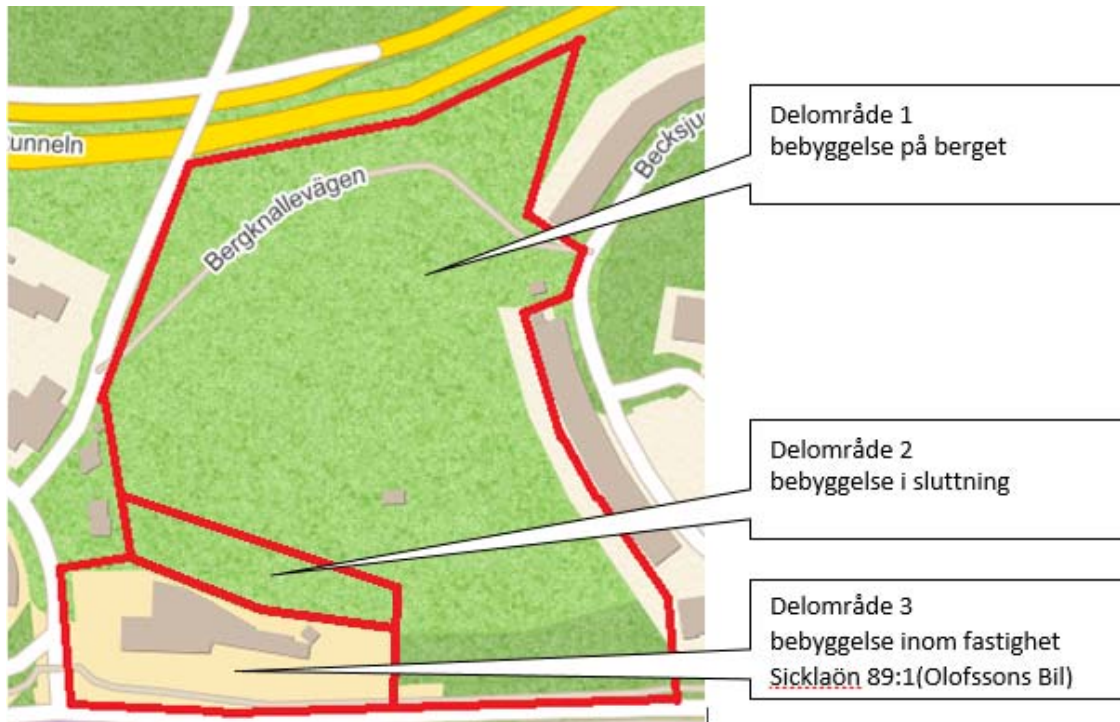 unneln
Bergknallevägen
Becksju
Delområde 1
bebyggelse på berget
Delområde 2
bebyggelse i sluttning
Delområde 3
bebyggelse inom fastighet
Sicklaön 89:1(Olofssons Bil)